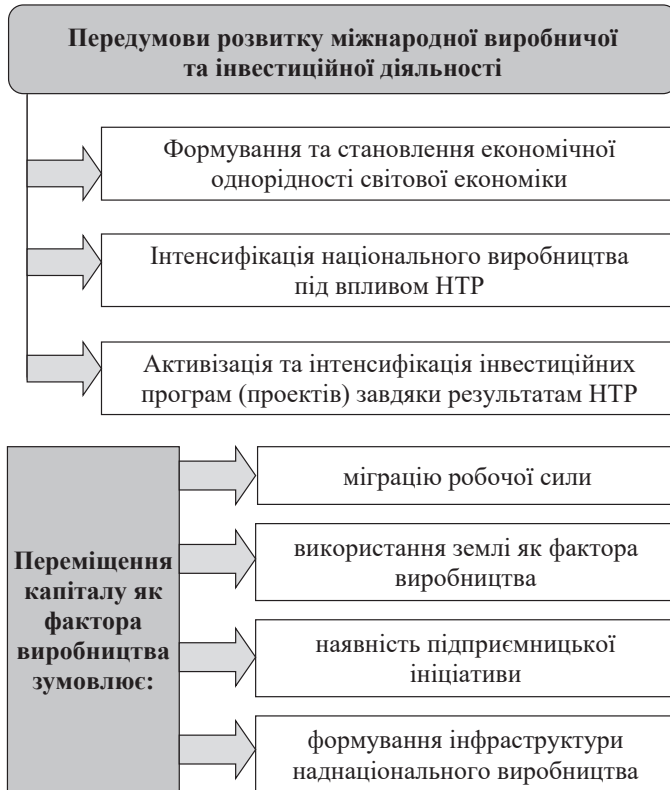 Передумови розвитку міжнародної виробничої
та інвестиційної діяльності
Формування та становлення економічної
однорідності світової економіки
Інтенсифікація національного виробництва
під впливом НТР
Активізація та інтенсифікація інвестиційних
програм (проектів) завдяки результатам НТР
Переміщення
капіталу як
фактора
виробництва
зумовлює:
міграцію робочої сили
використання землі як фактора
виробництва
наявність підприємницької
ініціативи
формування інфраструктури
наднаціонального виробництва